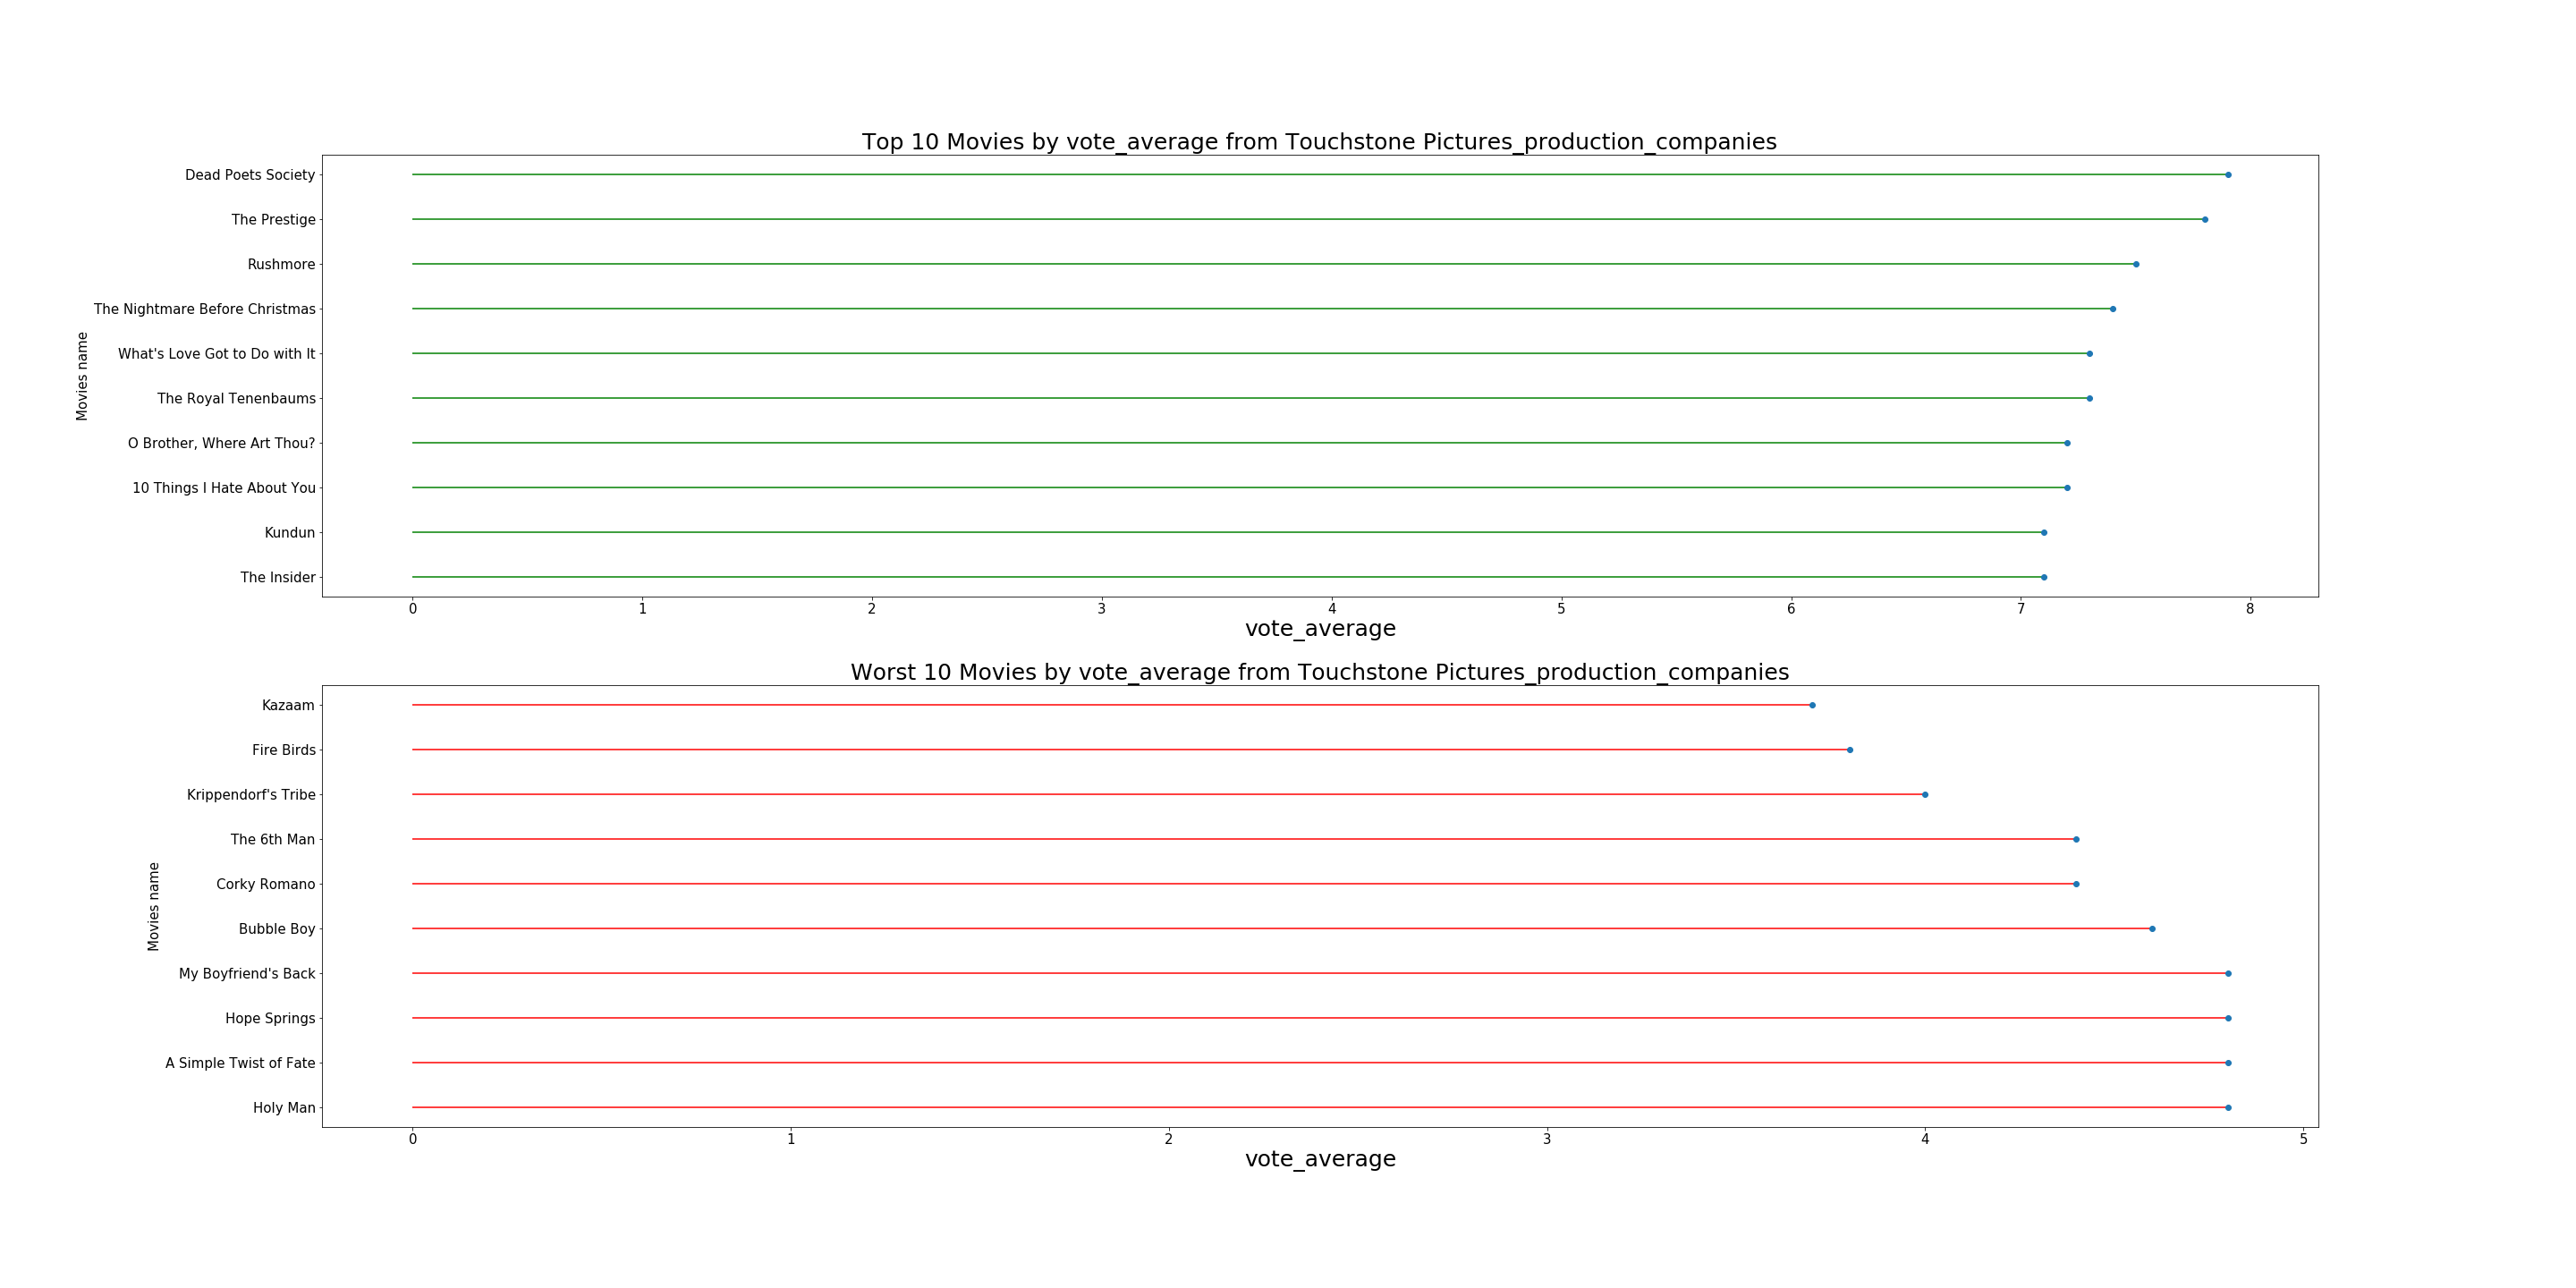 Top 10 Movies by vote_average from Touchstone Pictures_production_companies
Movies name
Dead Poets Society
The Prestige
Rushmore
The Nightmare Before Christmas
What's Love Got to Do with It
The Royal Tenenbaums
O Brother, Where Art Thou?
10 Things I Hate About You
Kundun
The Insider
0 1 2 3 4 5 6 7 8
vote_average
Worst 10 Movies by vote_average from Touchstone Pictures_production_companies
Movies name
Kazaam
Fire Birds
Krippendorf's Tribe
The 6th Man
Corky Romano
Bubble Boy
My Boyfriend's Back
Hope Springs
A Simple Twist of Fate
Holy Man
0 1 2 3 4 5
vote_average